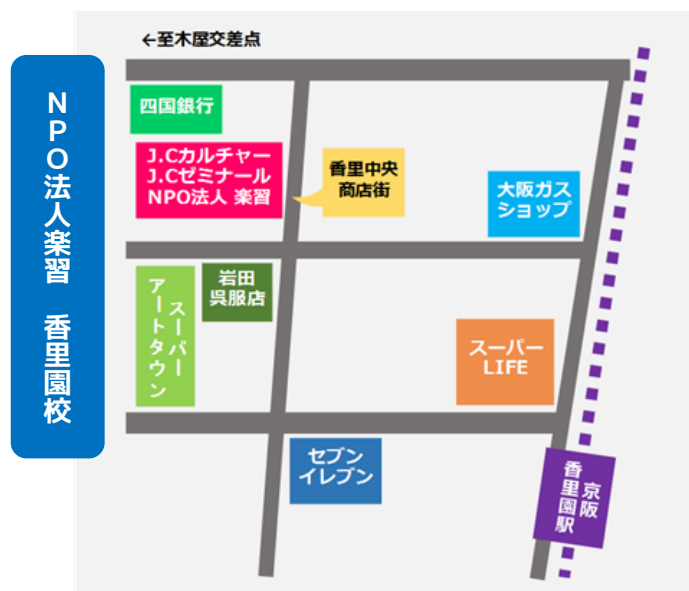 ←至木屋交差点
NPO法人楽習　香里園校
四国銀行
J.Cカルチャー
J.Cゼミナール
NPO法人 楽習
香里中央
商店街
大阪ガス
ショップ
スーパー
アートタウン
岩田
呉服店
スーパー
LIFE
セブン
イレブン
京阪
香里園駅